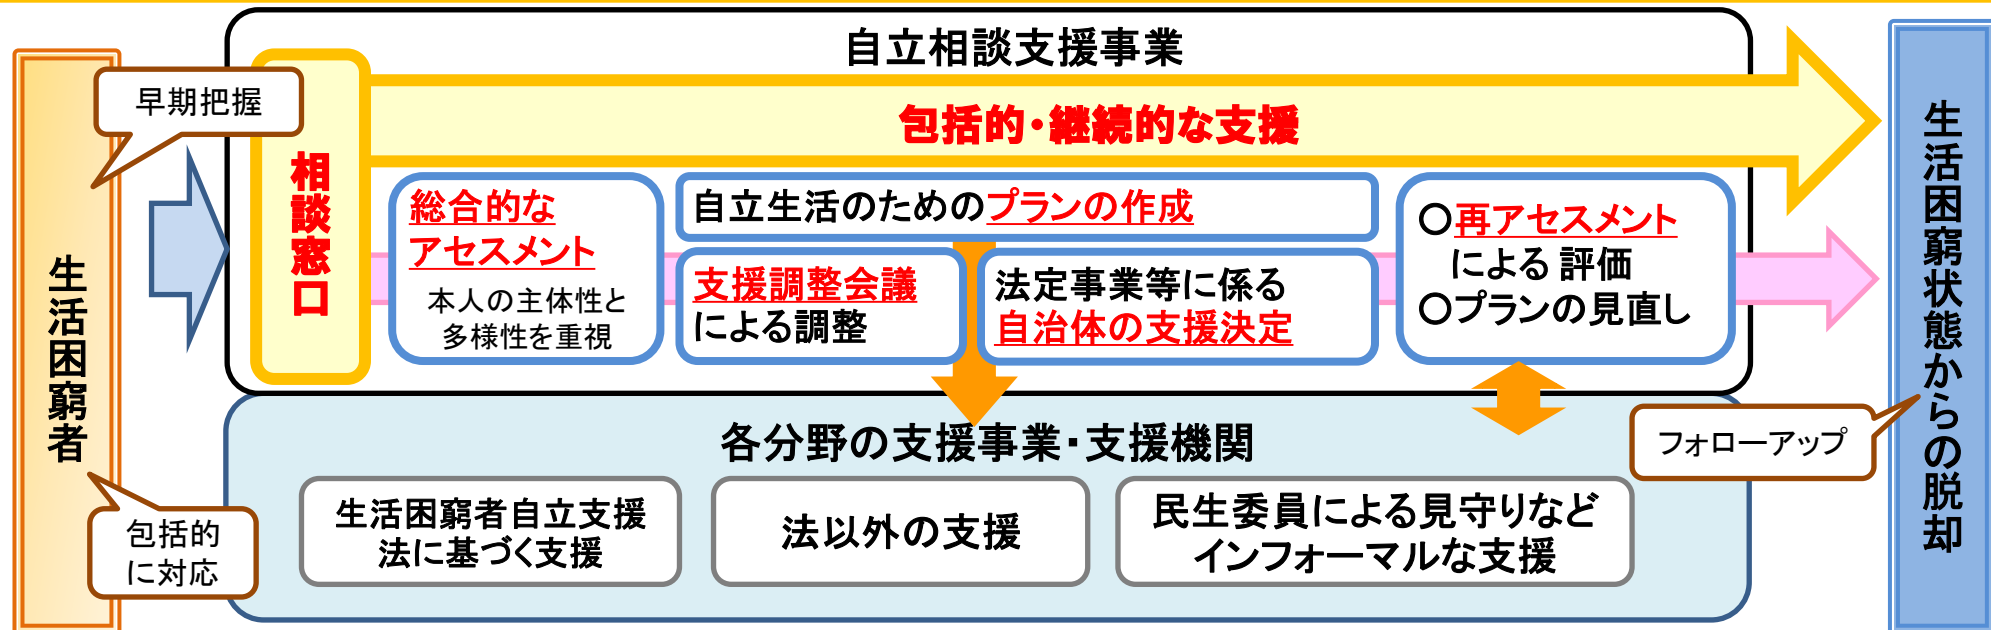 自立相談支援事業
早期把握
生活困窮者
包括的
に対応
相談窓口
包括的・継続的な支援
総合的な
アセスメント
本人の主体性と
多様性を重視
自立生活のためのプランの作成
支援調整会議
による調整
法定事業等に係る
自治体の支援決定
○再アセスメント
による 評価
○プランの見直し
各分野の支援事業・支援機関
生活困窮者自立支援
法に基づく支援
法以外の支援
民生委員による見守りなど
インフォーマルな支援
フォローアップ
生活困窮状態からの脱却